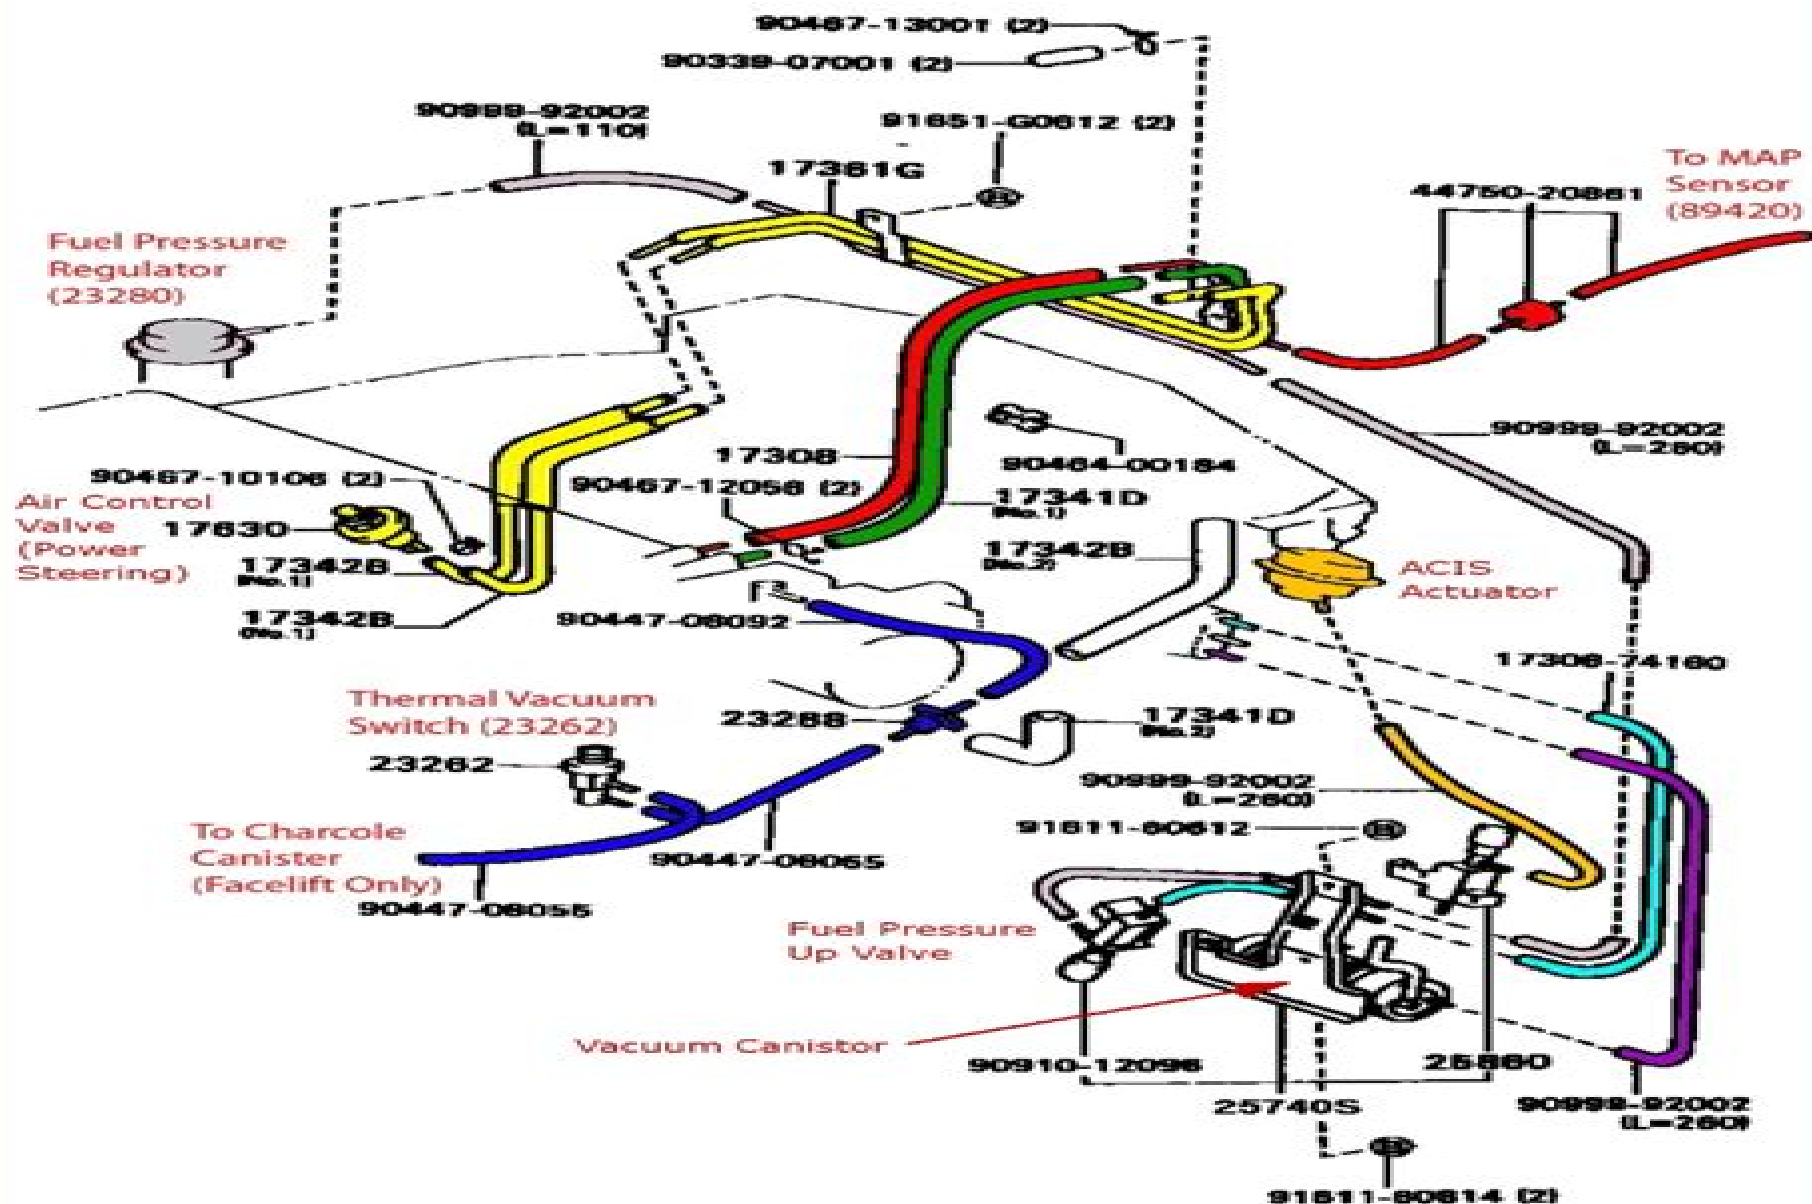 90467-13001 (2)
90339-07001 (2)
90999-92002
(L=110)
91651-G0612 (2)
17361G
To MAP
Sensor
(89420)
44750-20861
Fuel Pressure
Regulator
(23280)
90999-92002
(L=260)
17308
90464-00184
90467-10106 (2)
90467-12056 (2)
17341D
(No.1)
Air Control
Valve
(Power
Steering)
17630
17342B
(No.1)
17342B
(No.2)
ACIS
Actuator
17342B
(No.1)
90447-08092
17308-74160
Thermal Vacuum
Switch (23262)
23288
17341D
(No.2)
23262
90999-92002
(L=260)
91611-60612
To Charcole
Canister
(Facelift Only)
90447-08065
90447-08055
Fuel Pressure
Up Valve
Vacuum Canistor
90910-12096
25860
25740S
90999-92002
(L=260)
91611-60614 (2)